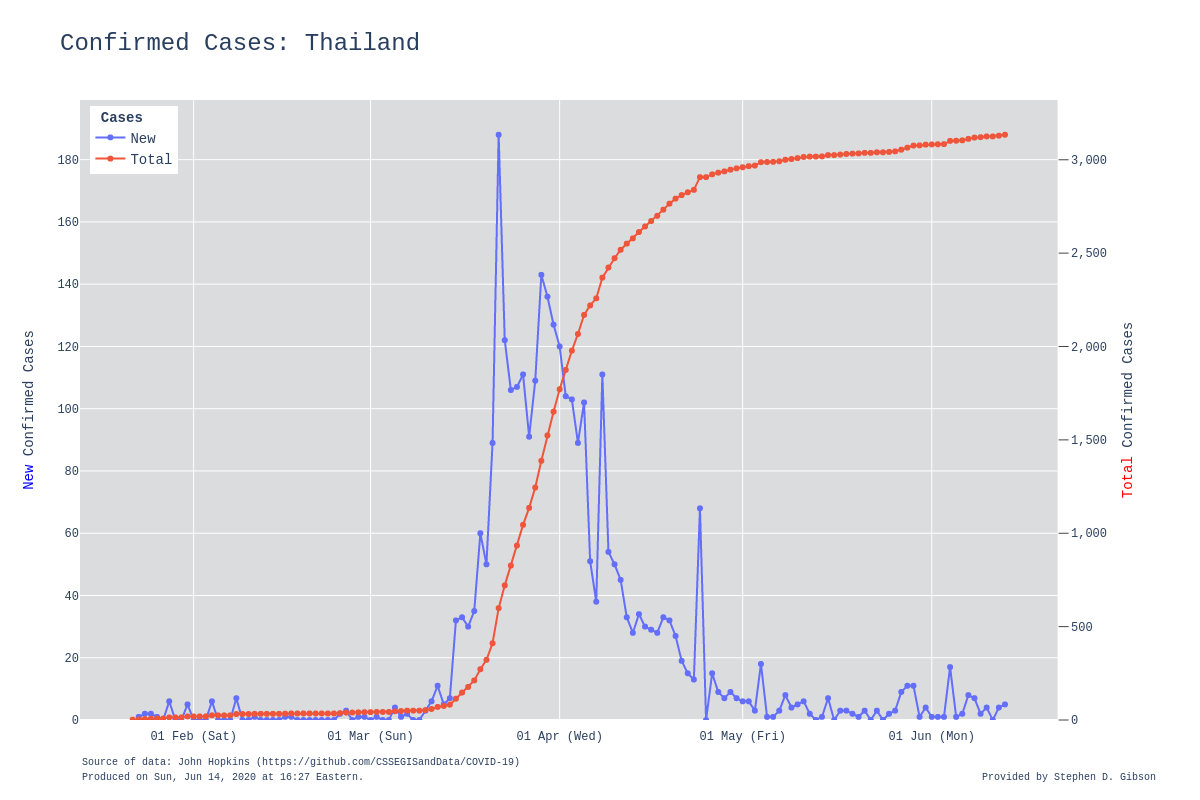 Confirmed Cases: Thailand
Cases
New
Total
180
160
140
120
100
80
60
40
20
0
3,000
2,500
2,000
1,500
1,000
500
0
New Confirmed Cases
Total Confirmed Cases
01 Feb (Sat)
01 Mar (Sun)
01 Apr (Wed)
01 May (Fri)
01 Jun (Mon)
Source of data: John Hopkins (https://github.com/CSSEGISandData/COVID-19)
Produced on Sun, Jun 14, 2020 at 16:27 Eastern.
Provided by Stephen D. Gibson